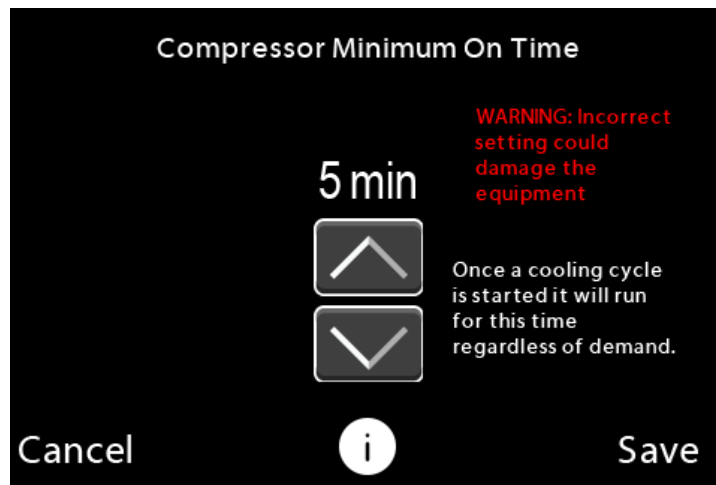 Compressor Minimum On Time
WARNING: Incorrect
setting could
damage the
equipment
5 min
Once a cooling cycle
is started it will run
for this time
regardless of demand.
Cancel
i
Save